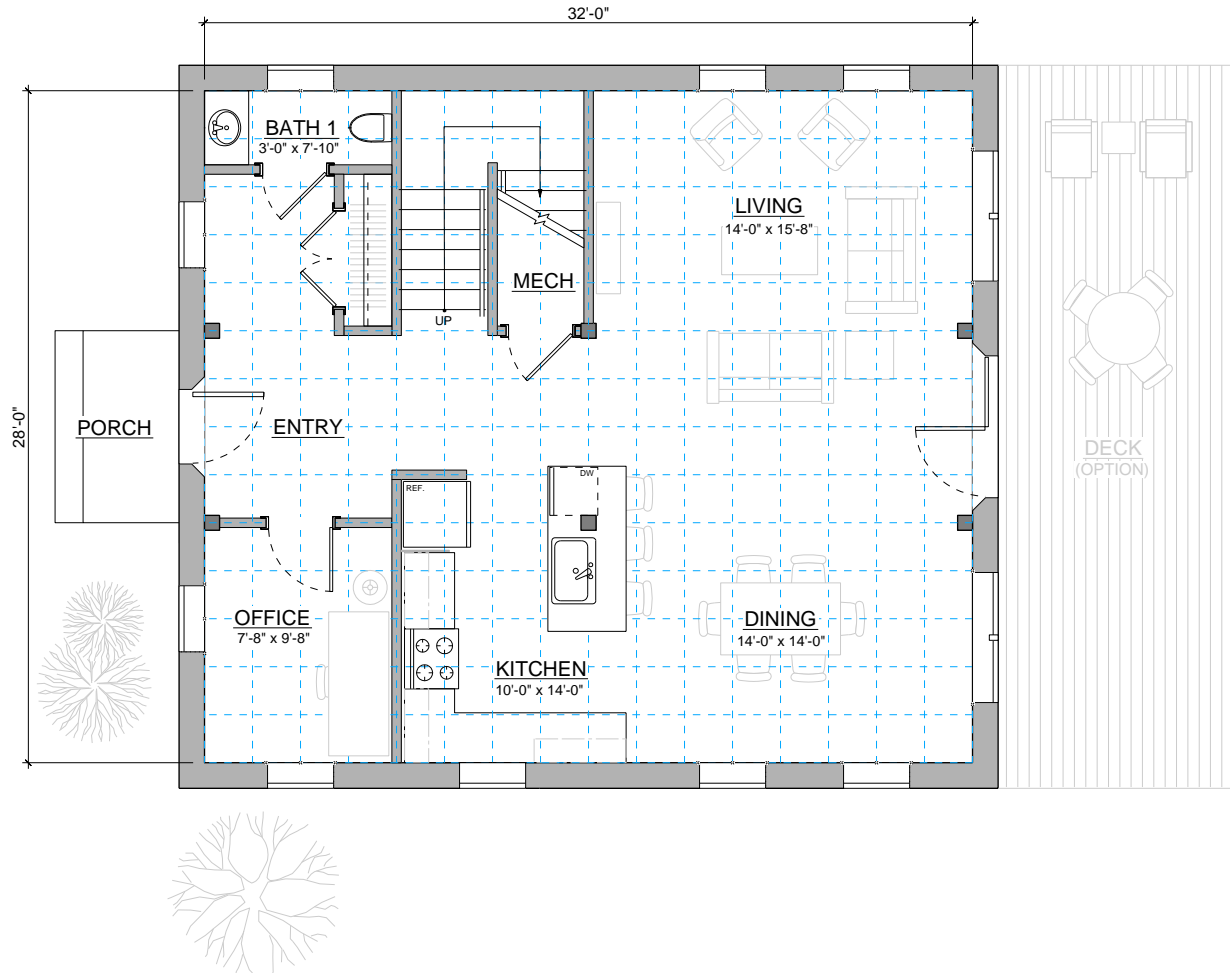 32'-0"
BATH 1
3'-0" x 7'-10"
LIVING
14'-0" x 15'-8"
MECH
UP
28'-0"
PORCH
ENTRY
DECK
(OPTION)
REF.
DW
OFFICE
7'-8" x 9'-8"
DINING
14'-0" x 14'-0"
KITCHEN
10'-0" x 14'-0"